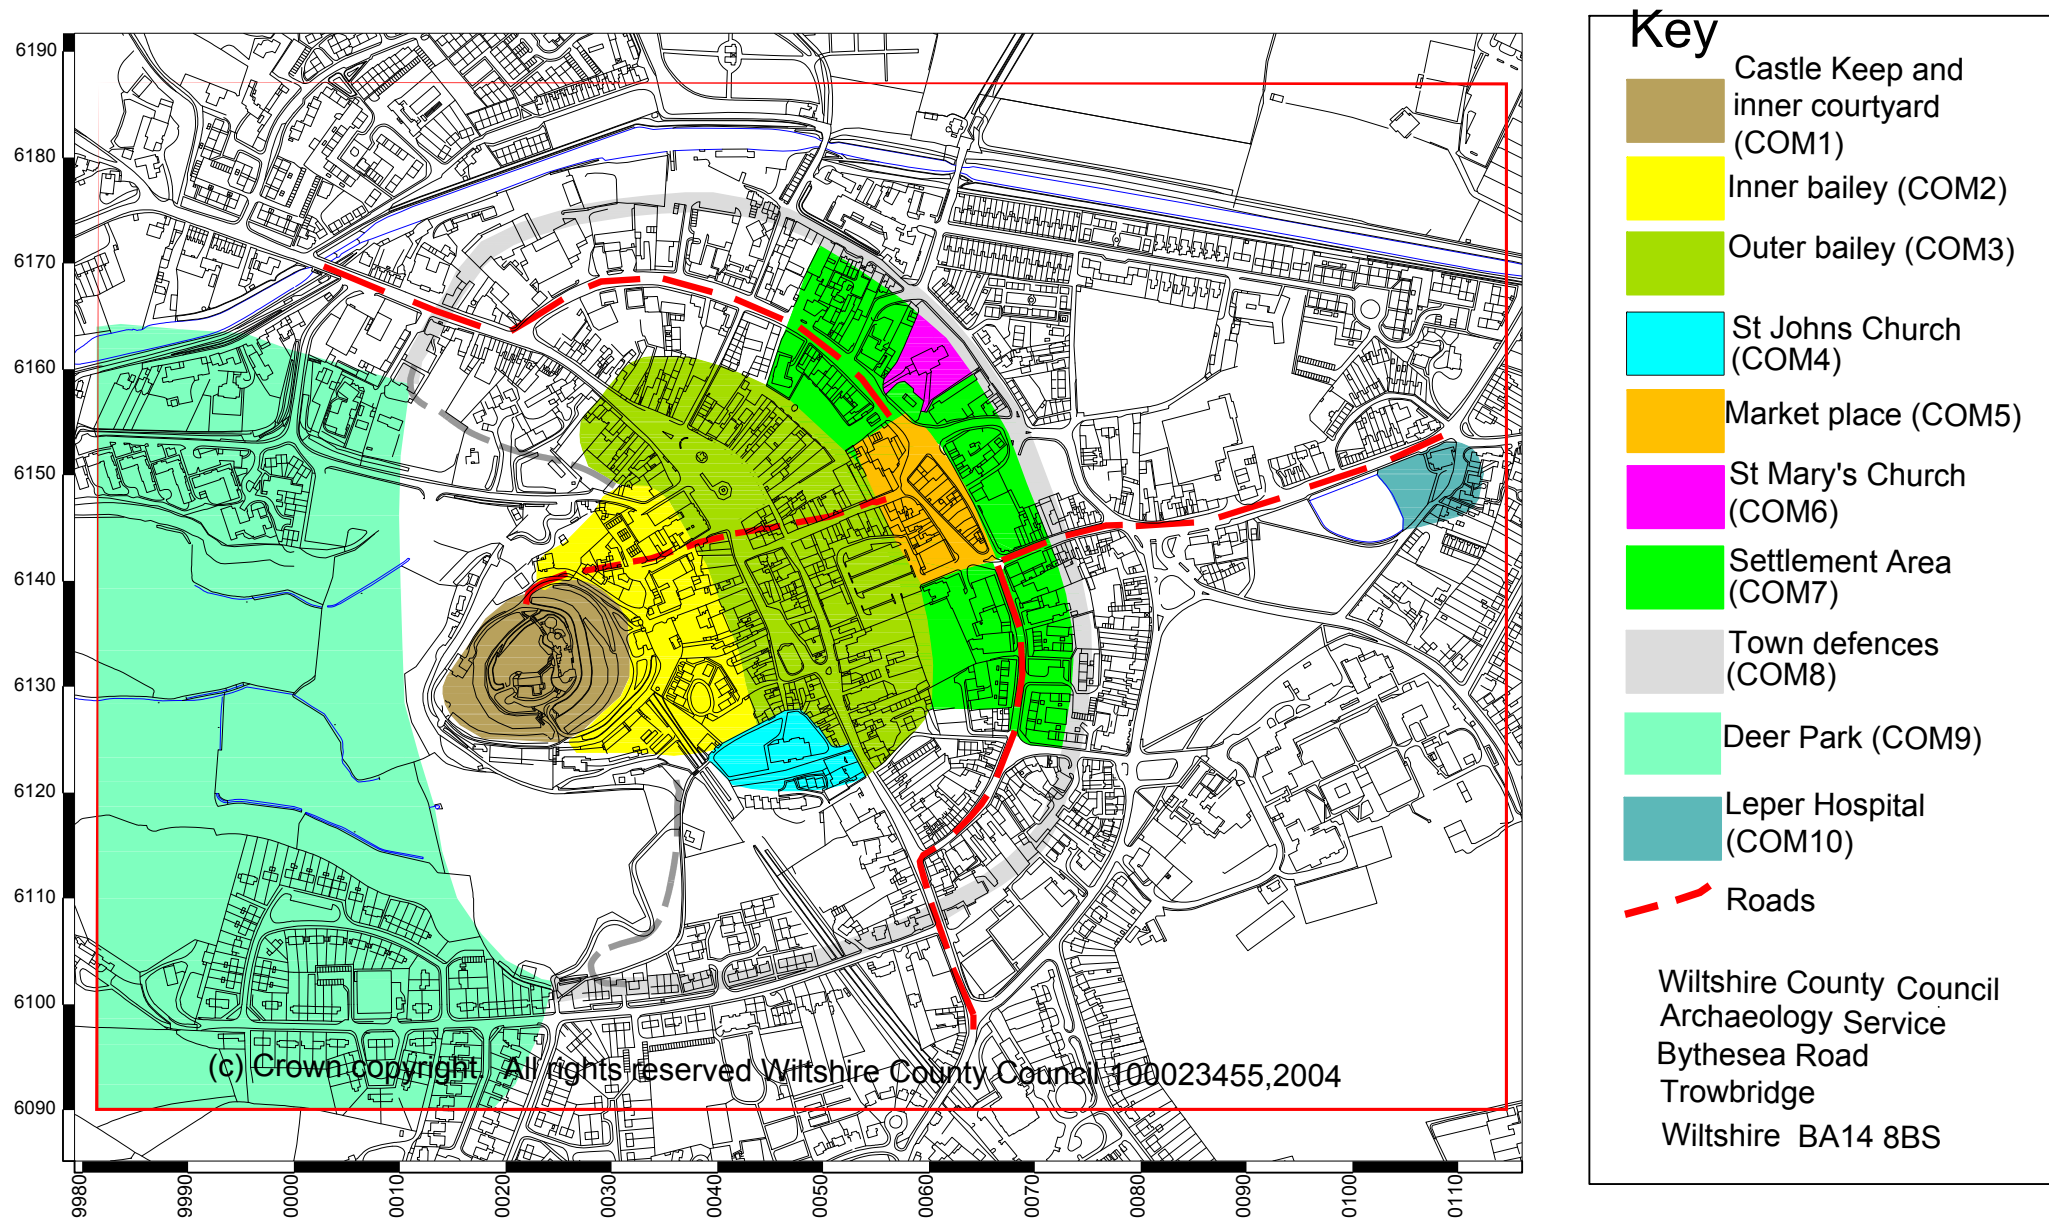 6190
6180
6170
6160
6150
6140
6130
6120
6110
6100
6090
9980
9990
0000
0010
0020
0030
0040
0050
0060
0070
0080
0090
0100
0110
(c) Crown copyright. All rights reserved Wiltshire County Council 100023455,2004
Key
Castle Keep and
inner courtyard
(COM1)
Inner bailey (COM2)
Outer bailey (COM3)
St Johns Church
(COM4)
Market place (COM5)
St Mary's Church
(COM6)
Settlement Area
(COM7)
Town defences
(COM8)
Deer Park (COM9)
Leper Hospital
(COM10)
Roads
Wiltshire County Council
Archaeology Service
Bythesea Road
Trowbridge
Wiltshire BA14 8BS